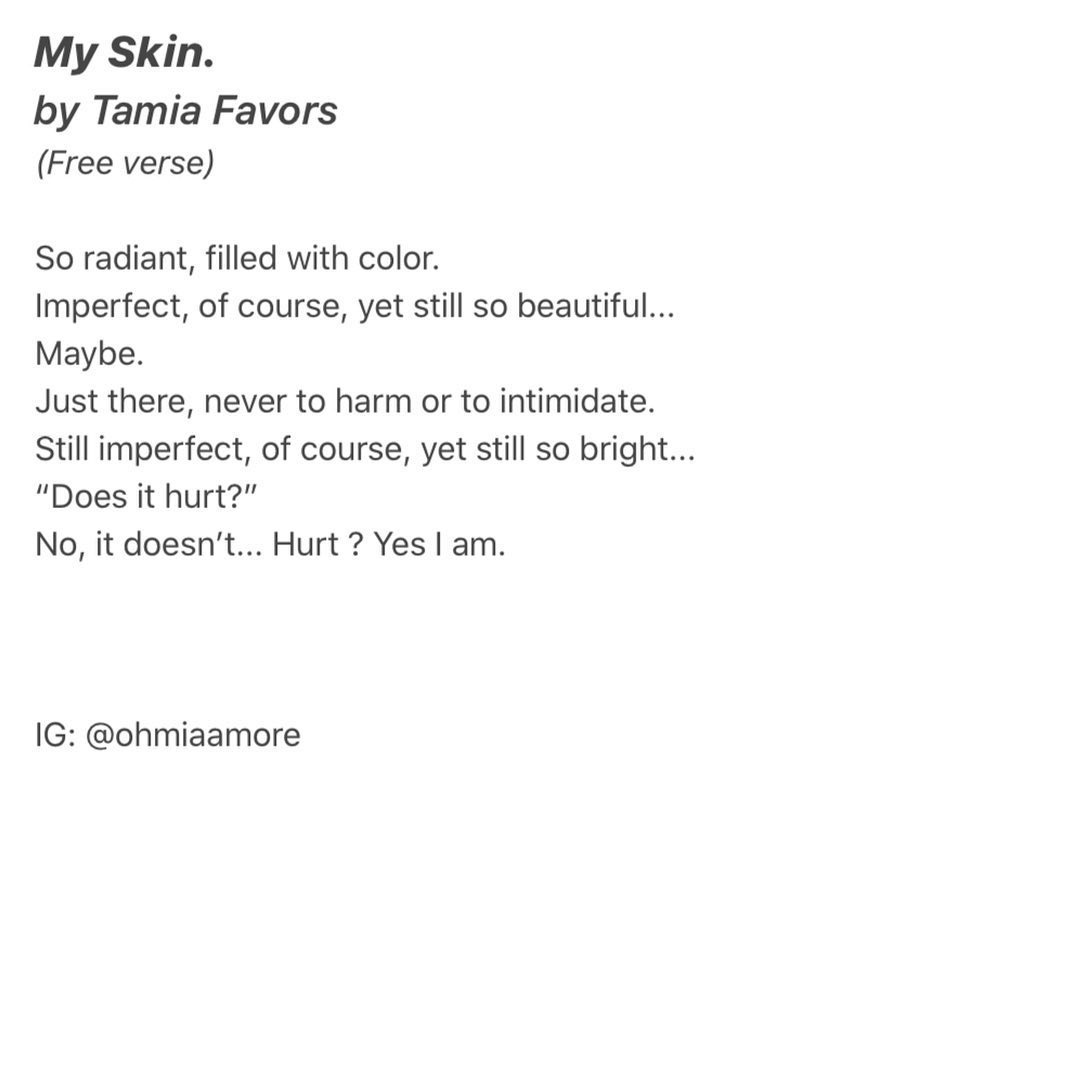 My Skin.
by Tamia Favors
(Free verse)
So radiant, filled with color.
Imperfect, of course, yet still so beautiful...
Maybe.
Just there, never to harm or to intimidate.
Still imperfect, of course, yet still so bright...
“Does it hurt?”
No, it doesn’t... Hurt ? Yes I am.
IG: @ohmiaamore